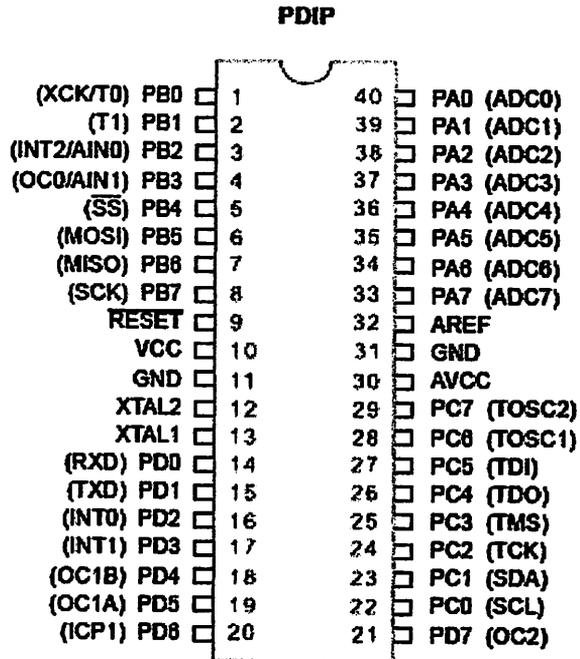 PDIP
(XCK/T0) PB0 1 40 PA0 (ADC0)
(T1) PB1 2 39 PA1 (ADC1)
(INT2/AIN0) PB2 3 38 PA2 (ADC2)
(OC0/AIN1) PB3 4 37 PA3 (ADC3)
(SS) PB4 5 36 PA4 (ADC4)
(MOSI) PB5 6 35 PA5 (ADC5)
(MISO) PB6 7 34 PA6 (ADC6)
(SCK) PB7 8 33 PA7 (ADC7)
RESET 9 32 AREF
VCC 10 31 GND
GND 11 30 AVCC
XTAL2 12 29 PC7 (TOSC2)
XTAL1 13 28 PC6 (TOSC1)
(RXD) PD0 14 27 PC5 (TDI)
(TXD) PD1 15 26 PC4 (TDO)
(INT0) PD2 16 25 PC3 (TMS)
(INT1) PD3 17 24 PC2 (TCK)
(OC1B) PD4 18 23 PC1 (SDA)
(OC1A) PD5 19 22 PC0 (SCL)
(ICP1) PD6 20 21 PD7 (OC2)